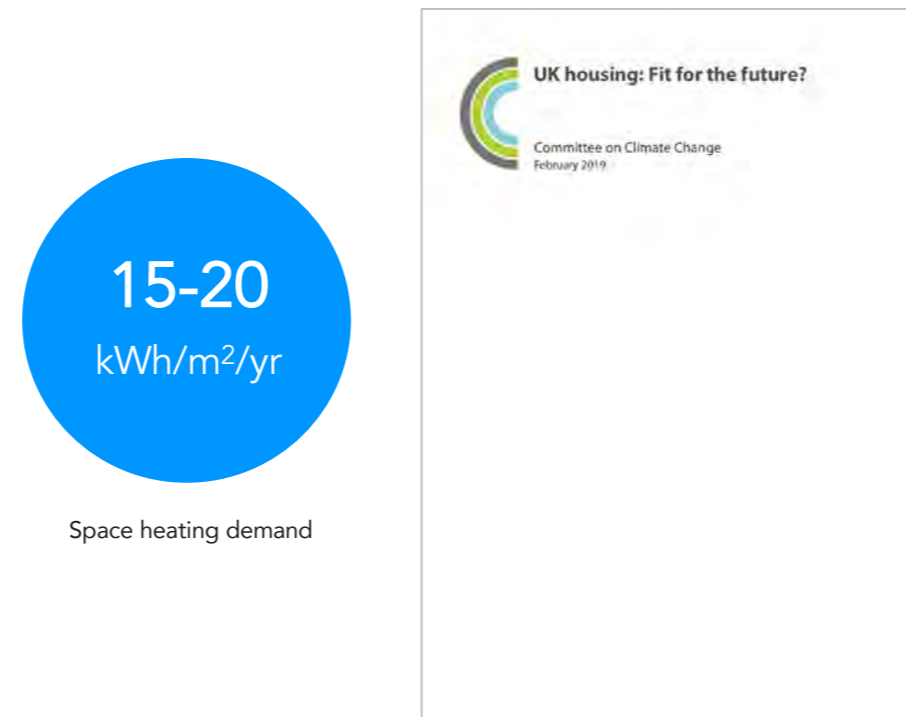 15-20
kWh/m²/yr
Space heating demand
UK housing: Fit for the future?
Committee on Climate Change
February 2019